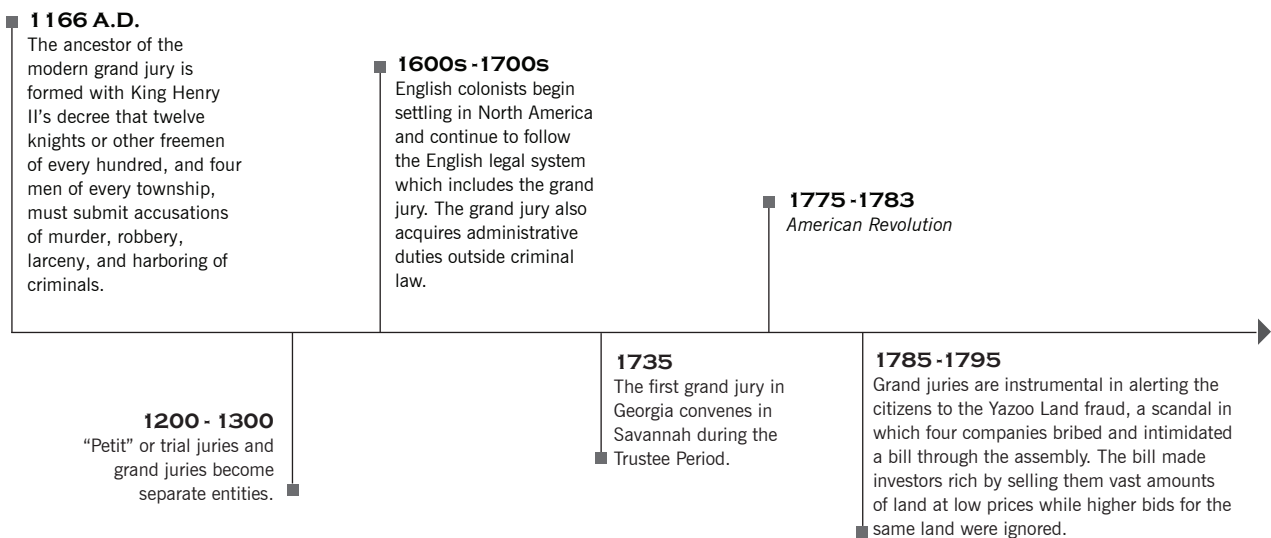 1166 A.D.
The ancestor of the
modern grand jury is
formed with King Henry
II's decree that twelve
knights or other freemen
of every hundred, and four
men of every township,
must submit accusations
of murder, robbery,
larceny, and harboring of
criminals.
1200 - 1300
“Petit” or trial juries and
grand juries become
separate entities.
1600s -1700s
English colonists begin
settling in North America
and continue to follow
the English legal system
which includes the grand
jury. The grand jury also
acquires administrative
duties outside criminal
law.
1735
The first grand jury in
Georgia convenes in
Savannah during the
Trustee Period.
1775 -1783
American Revolution
1785 -1795
Grand juries are instrumental in alerting the
citizens to the Yazoo Land fraud, a scandal in
which four companies bribed and intimidated
a bill through the assembly. The bill made
investors rich by selling them vast amounts
of land at low prices while higher bids for the
same land were ignored.